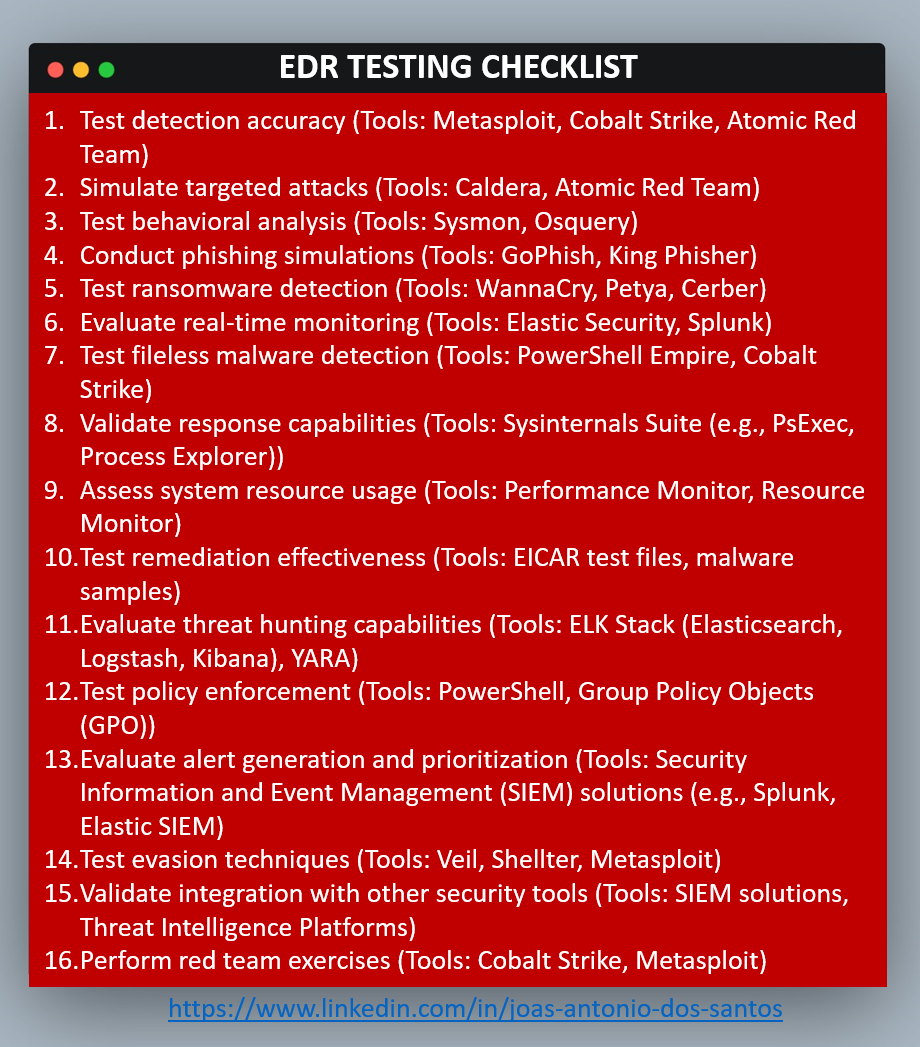 EDR TESTING CHECKLIST
1. Test detection accuracy (Tools: Metasploit, Cobalt Strike, Atomic Red
Team)
2. Simulate targeted attacks (Tools: Caldera, Atomic Red Team)
3. Test behavioral analysis (Tools: Sysmon, Osquery)
4. Conduct phishing simulations (Tools: GoPhish, King Phisher)
5. Test ransomware detection (Tools: WannaCry, Petya, Cerber)
6. Evaluate real-time monitoring (Tools: Elastic Security, Splunk)
7. Test fileless malware detection (Tools: PowerShell Empire, Cobalt
Strike)
8. Validate response capabilities (Tools: Sysinternals Suite (e.g., PsExec,
Process Explorer))
9. Assess system resource usage (Tools: Performance Monitor, Resource
Monitor)
10.Test remediation effectiveness (Tools: EICAR test files, malware
samples)
11.Evaluate threat hunting capabilities (Tools: ELK Stack (Elasticsearch,
Logstash, Kibana), YARA)
12.Test policy enforcement (Tools: PowerShell, Group Policy Objects
(GPO))
13.Evaluate alert generation and prioritization (Tools: Security
Information and Event Management (SIEM) solutions (e.g., Splunk,
Elastic SIEM)
14.Test evasion techniques (Tools: Veil, Shellter, Metasploit)
15.Validate integration with other security tools (Tools: SIEM solutions,
Threat Intelligence Platforms)
16.Perform red team exercises (Tools: Cobalt Strike, Metasploit)
https://www.linkedin.com/in/joas-antonio-dos-santos